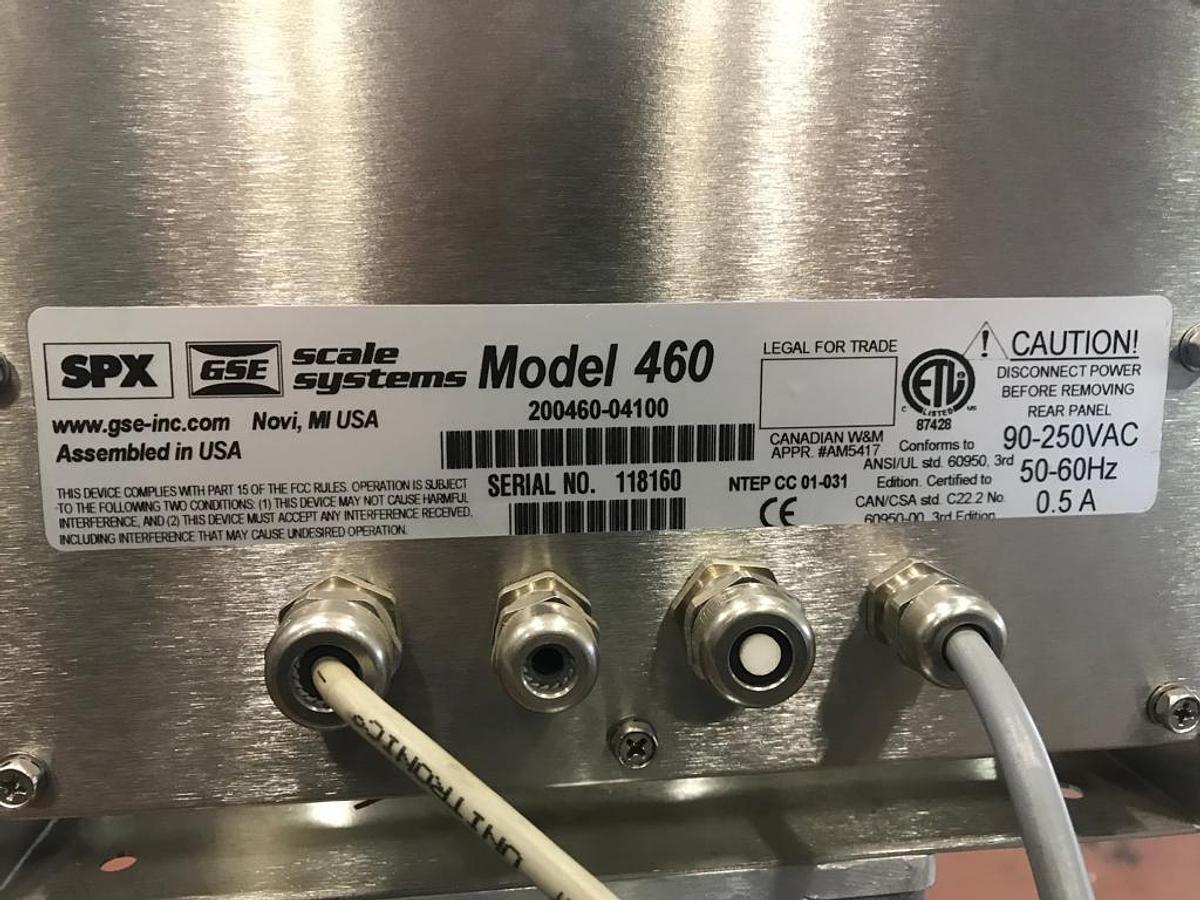 SPX
GSE
scale
systems
Model 460
200460-04100
www.gse-inc.com Novi, MI USA
Assembled in USA
THIS DEVICE COMPLIES WITH PART 15 OF THE FCC RULES. OPERATION IS SUBJECT
TO THE FOLLOWING TWO CONDITIONS: (1) THIS DEVICE MAY NOT CAUSE HARMFUL
INTERFERENCE, AND (2) THIS DEVICE MUST ACCEPT ANY INTERFERENCE RECEIVED,
INCLUDING INTERFERENCE THAT MAY CAUSE UNDESIRED OPERATION.
SERIAL NO. 118160
LEGAL FOR TRADE
CANADIAN W&M
APPR. #AM5417
NTEP CC 01-031
CE
ETL
C LISTED US
87428
Conforms to
ANSI/UL std. 60950, 3rd
Edition. Certified to
CAN/CSA std. C22.2 No.
60950-00, 3rd Edition
! CAUTION!
DISCONNECT POWER
BEFORE REMOVING
REAR PANEL
90-250VAC
50-60Hz
0.5 A
UNITRONIC